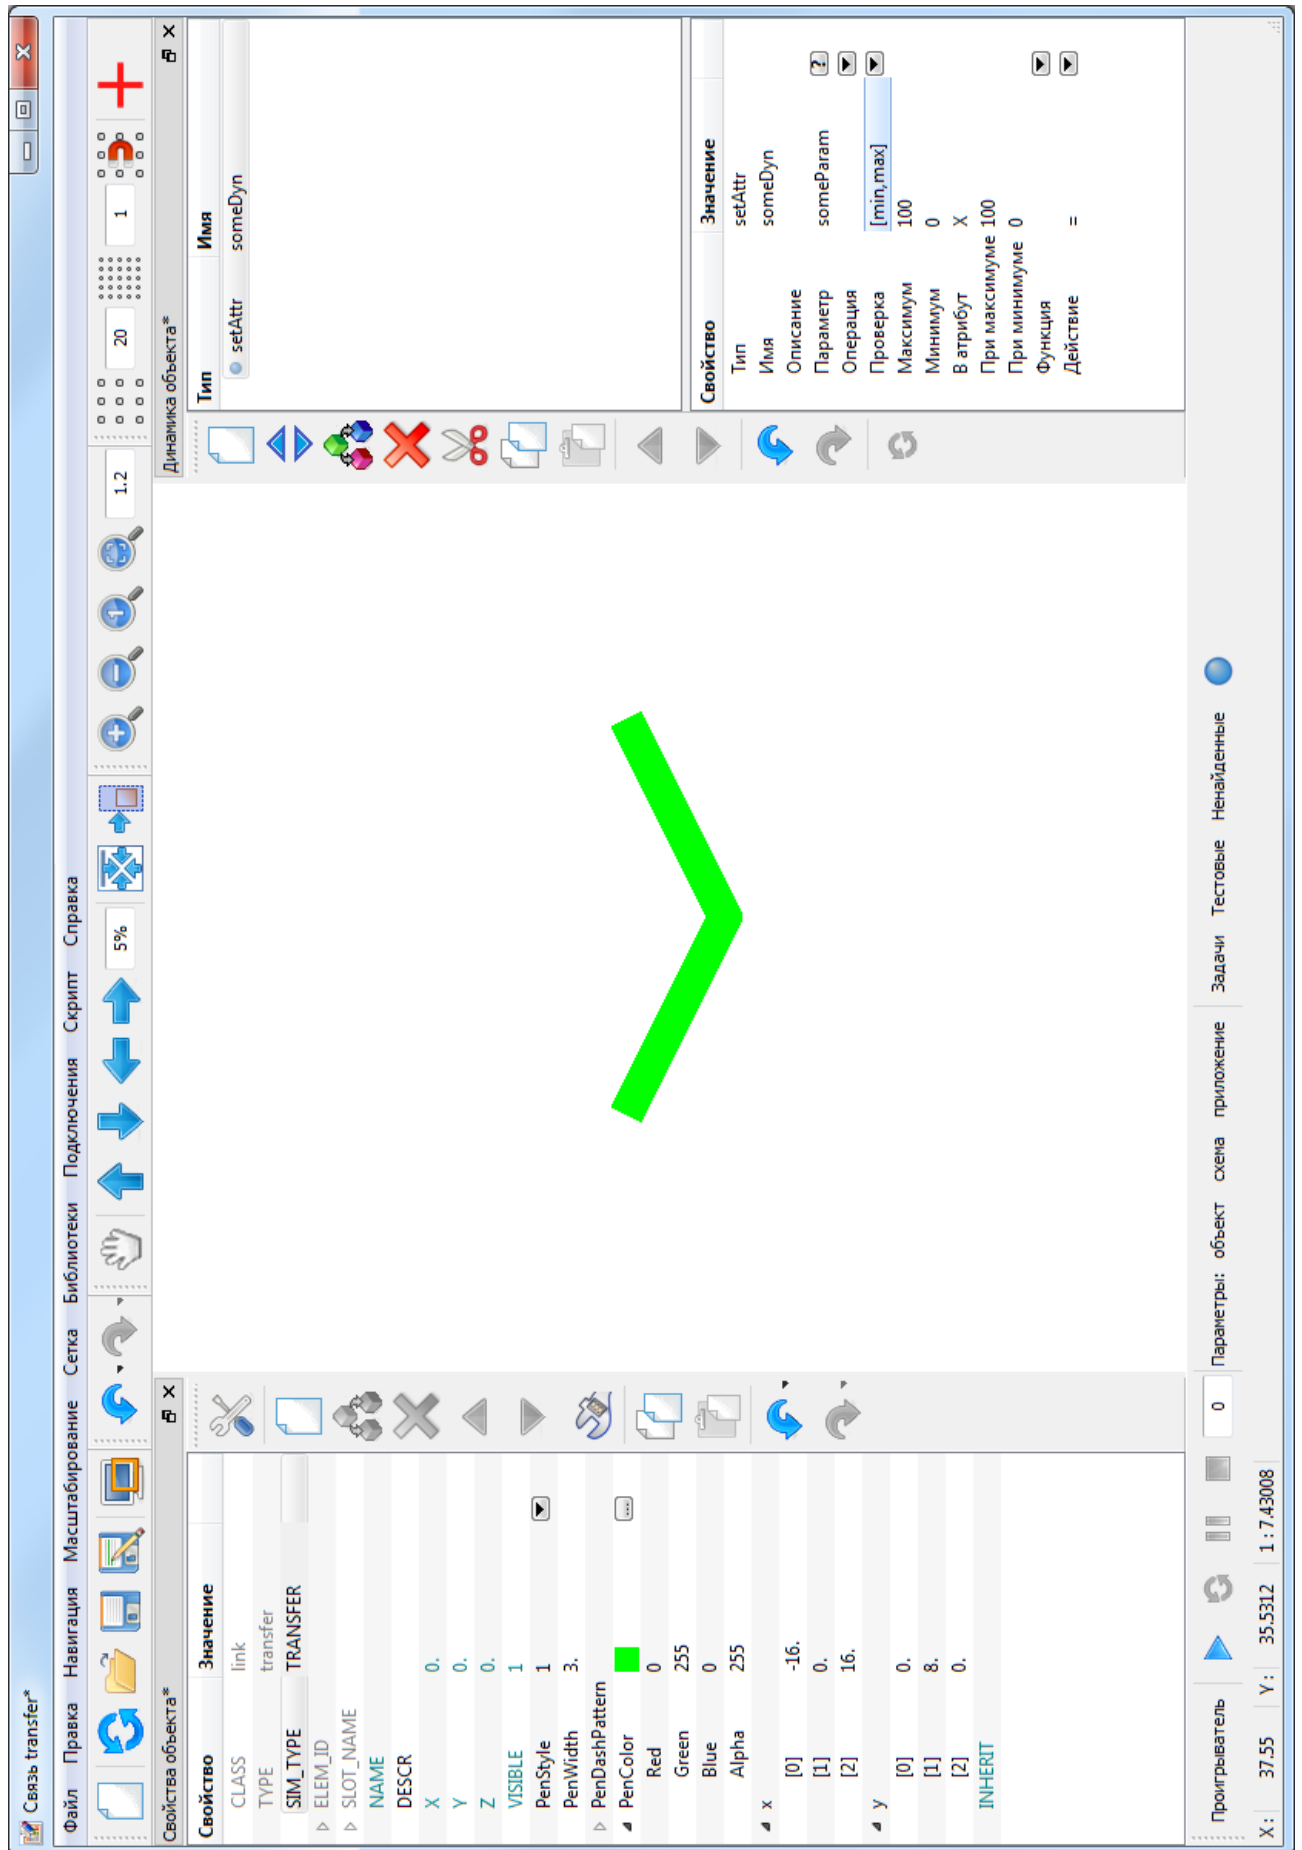 Связь transfer*
Файл Правка Навигация Масштабирование Сетка Библиотеки Подключения Скрипт Справка
5% 1.2 20 1
Свойства объекта*
Свойство Значение
CLASS link
TYPE transfer
SIM_TYPE TRANSFER
ELEM_ID
SLOT_NAME
NAME
DESCR
X 0.
Y 0.
Z 0.
VISIBLE 1
PenStyle 1
PenWidth 3.
PenDashPattern
PenColor
Red 0
Green 255
Blue 0
Alpha 255
x
[0] -16.
[1] 0.
[2] 16.
y
[0] 0.
[1] 8.
[2] 0.
INHERIT
Динамика объекта*
Тип Имя
setAttr someDyn
Свойство Значение
Тип setAttr
Имя someDyn
Описание
Параметр someParam
Операция
Проверка [min,max]
Максимум 100
Минимум 0
В атрибут X
При максимуме 100
При минимуме 0
Функция
Действие =
Проигрыватель 0 Параметры: объект схема приложение Задачи Тестовые Ненайденные
X: 37.55 Y: 35.5312 1 : 7.43008